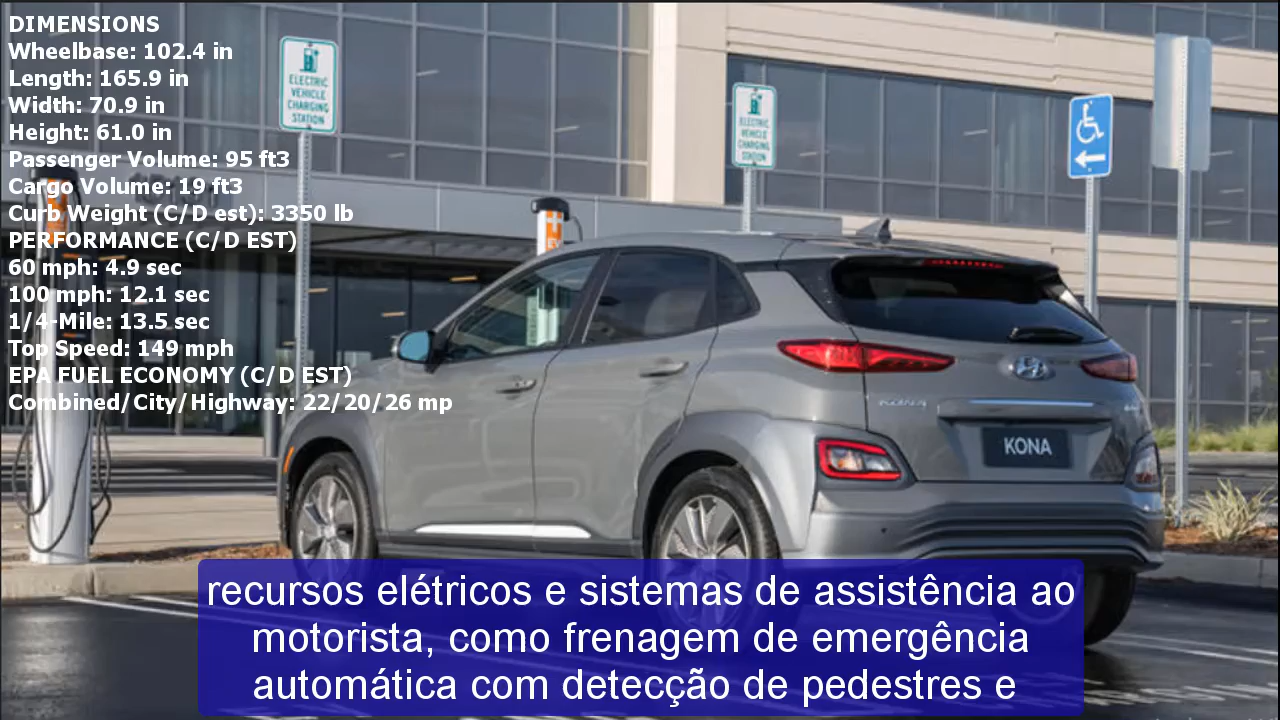 DIMENSIONS
Wheelbase: 102.4 in
Length: 165.9 in
Width: 70.9 in
Height: 61.0 in
Passenger Volume: 95 ft3
Cargo Volume: 19 ft3
Curb Weight (C/D est): 3350 lb
PERFORMANCE (C/D EST)
60 mph: 4.9 sec
100 mph: 12.1 sec
1/4-Mile: 13.5 sec
Top Speed: 149 mph
EPA FUEL ECONOMY (C/D EST)
Combined/City/Highway: 22/20/26 mp
ELECTRIC
VEHICLE
CHARGING
STATION
ELECTRIC
VEHICLE
CHARGING
STATION
KONA
KONA
recursos elétricos e sistemas de assistência ao
motorista, como frenagem de emergência
automática com detecção de pedestres e